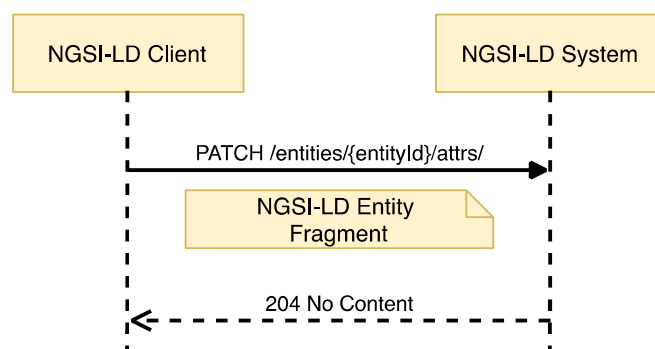 NGSI-LD Client
NGSI-LD System
PATCH /entities/{entityId}/attrs/
NGSI-LD Entity
Fragment
204 No Content